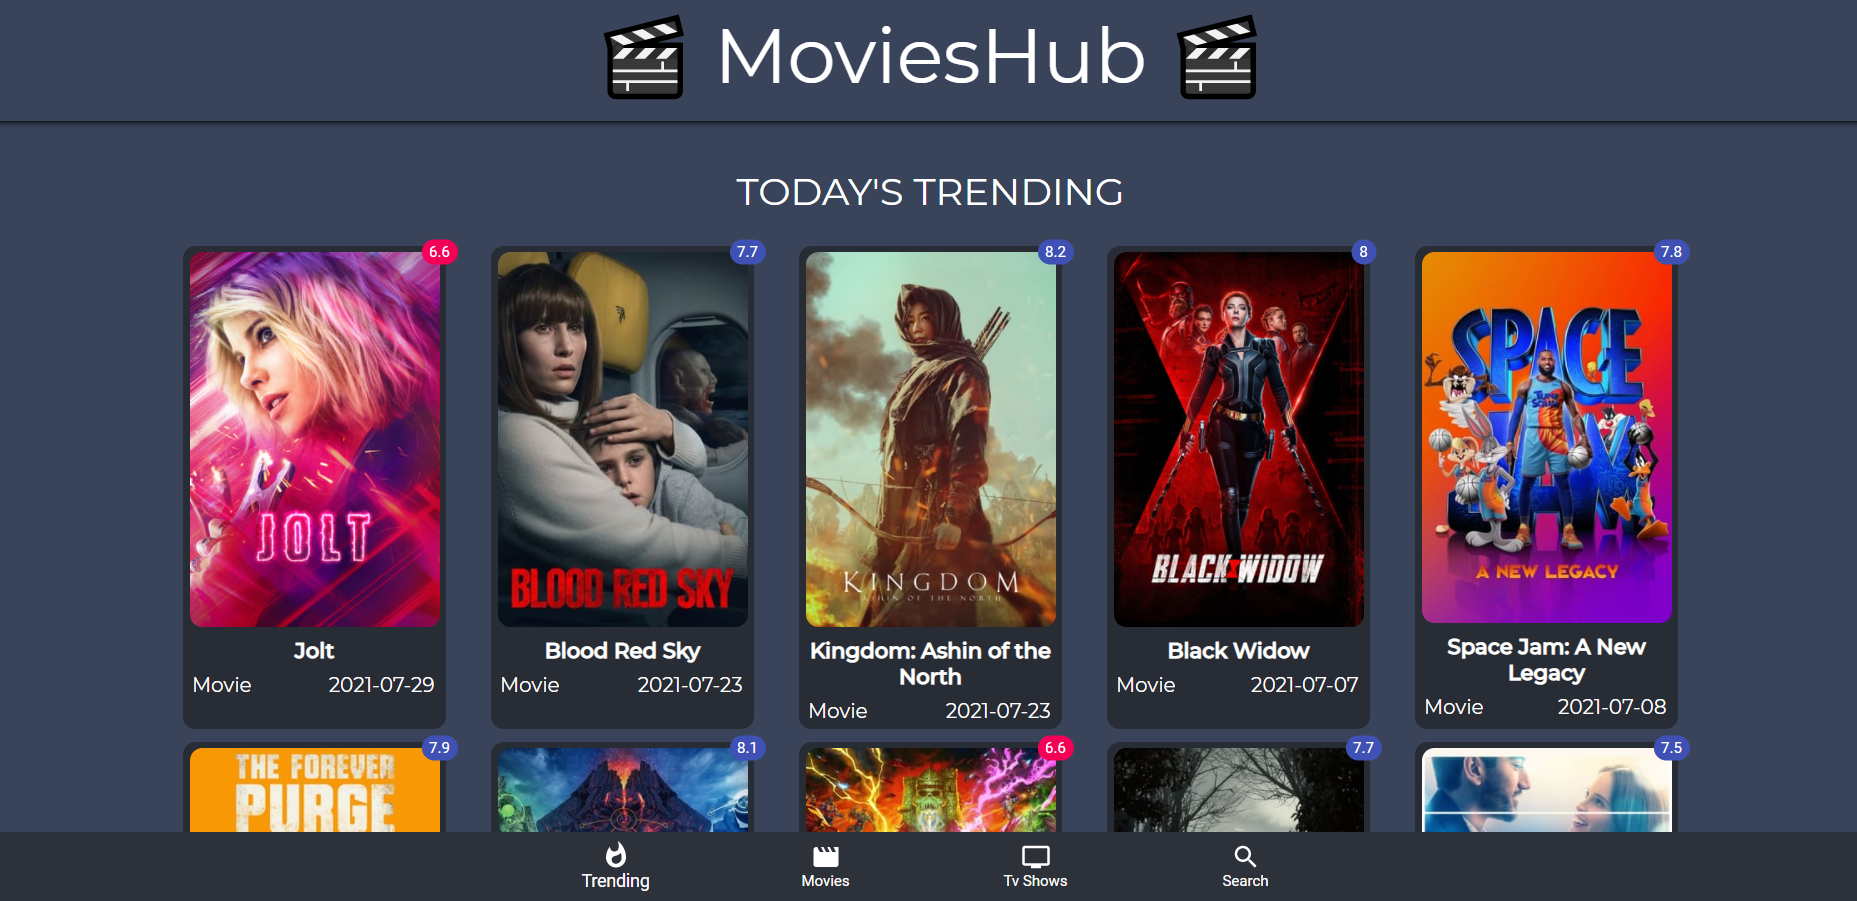 MoviesHub
TODAY'S TRENDING
6.6
7.7
8.2
8
7.8
JOLT
BLOOD RED SKY
KINGDOM
ASHIN OF THE NORTH
BLACK WIDOW
SPACE
JAM
TUNE
SQUAD
A NEW LEGACY
Jolt
Movie 2021-07-29
Blood Red Sky
Movie 2021-07-23
Kingdom: Ashin of the
North
Movie 2021-07-23
Black Widow
Movie 2021-07-07
Space Jam: A New
Legacy
Movie 2021-07-08
7.9
8.1
6.6
7.7
7.5
THE FOREVER
PURGE
Trending
Movies
Tv Shows
Search